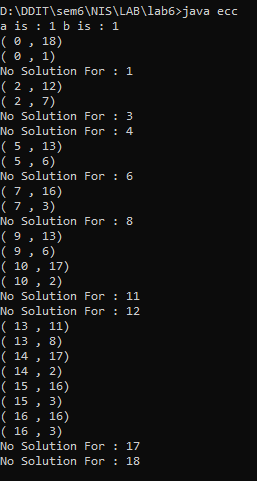 D:\DDIT\sem6\NIS\LAB\lab6>java ecc
a is : 1 b is : 1
( 0 , 18)
( 0 , 1)
No Solution For : 1
( 2 , 12)
( 2 , 7)
No Solution For : 3
No Solution For : 4
( 5 , 13)
( 5 , 6)
No Solution For : 6
( 7 , 16)
( 7 , 3)
No Solution For : 8
( 9 , 13)
( 9 , 6)
( 10 , 17)
( 10 , 2)
No Solution For : 11
No Solution For : 12
( 13 , 11)
( 13 , 8)
( 14 , 17)
( 14 , 2)
( 15 , 16)
( 15 , 3)
( 16 , 16)
( 16 , 3)
No Solution For : 17
No Solution For : 18